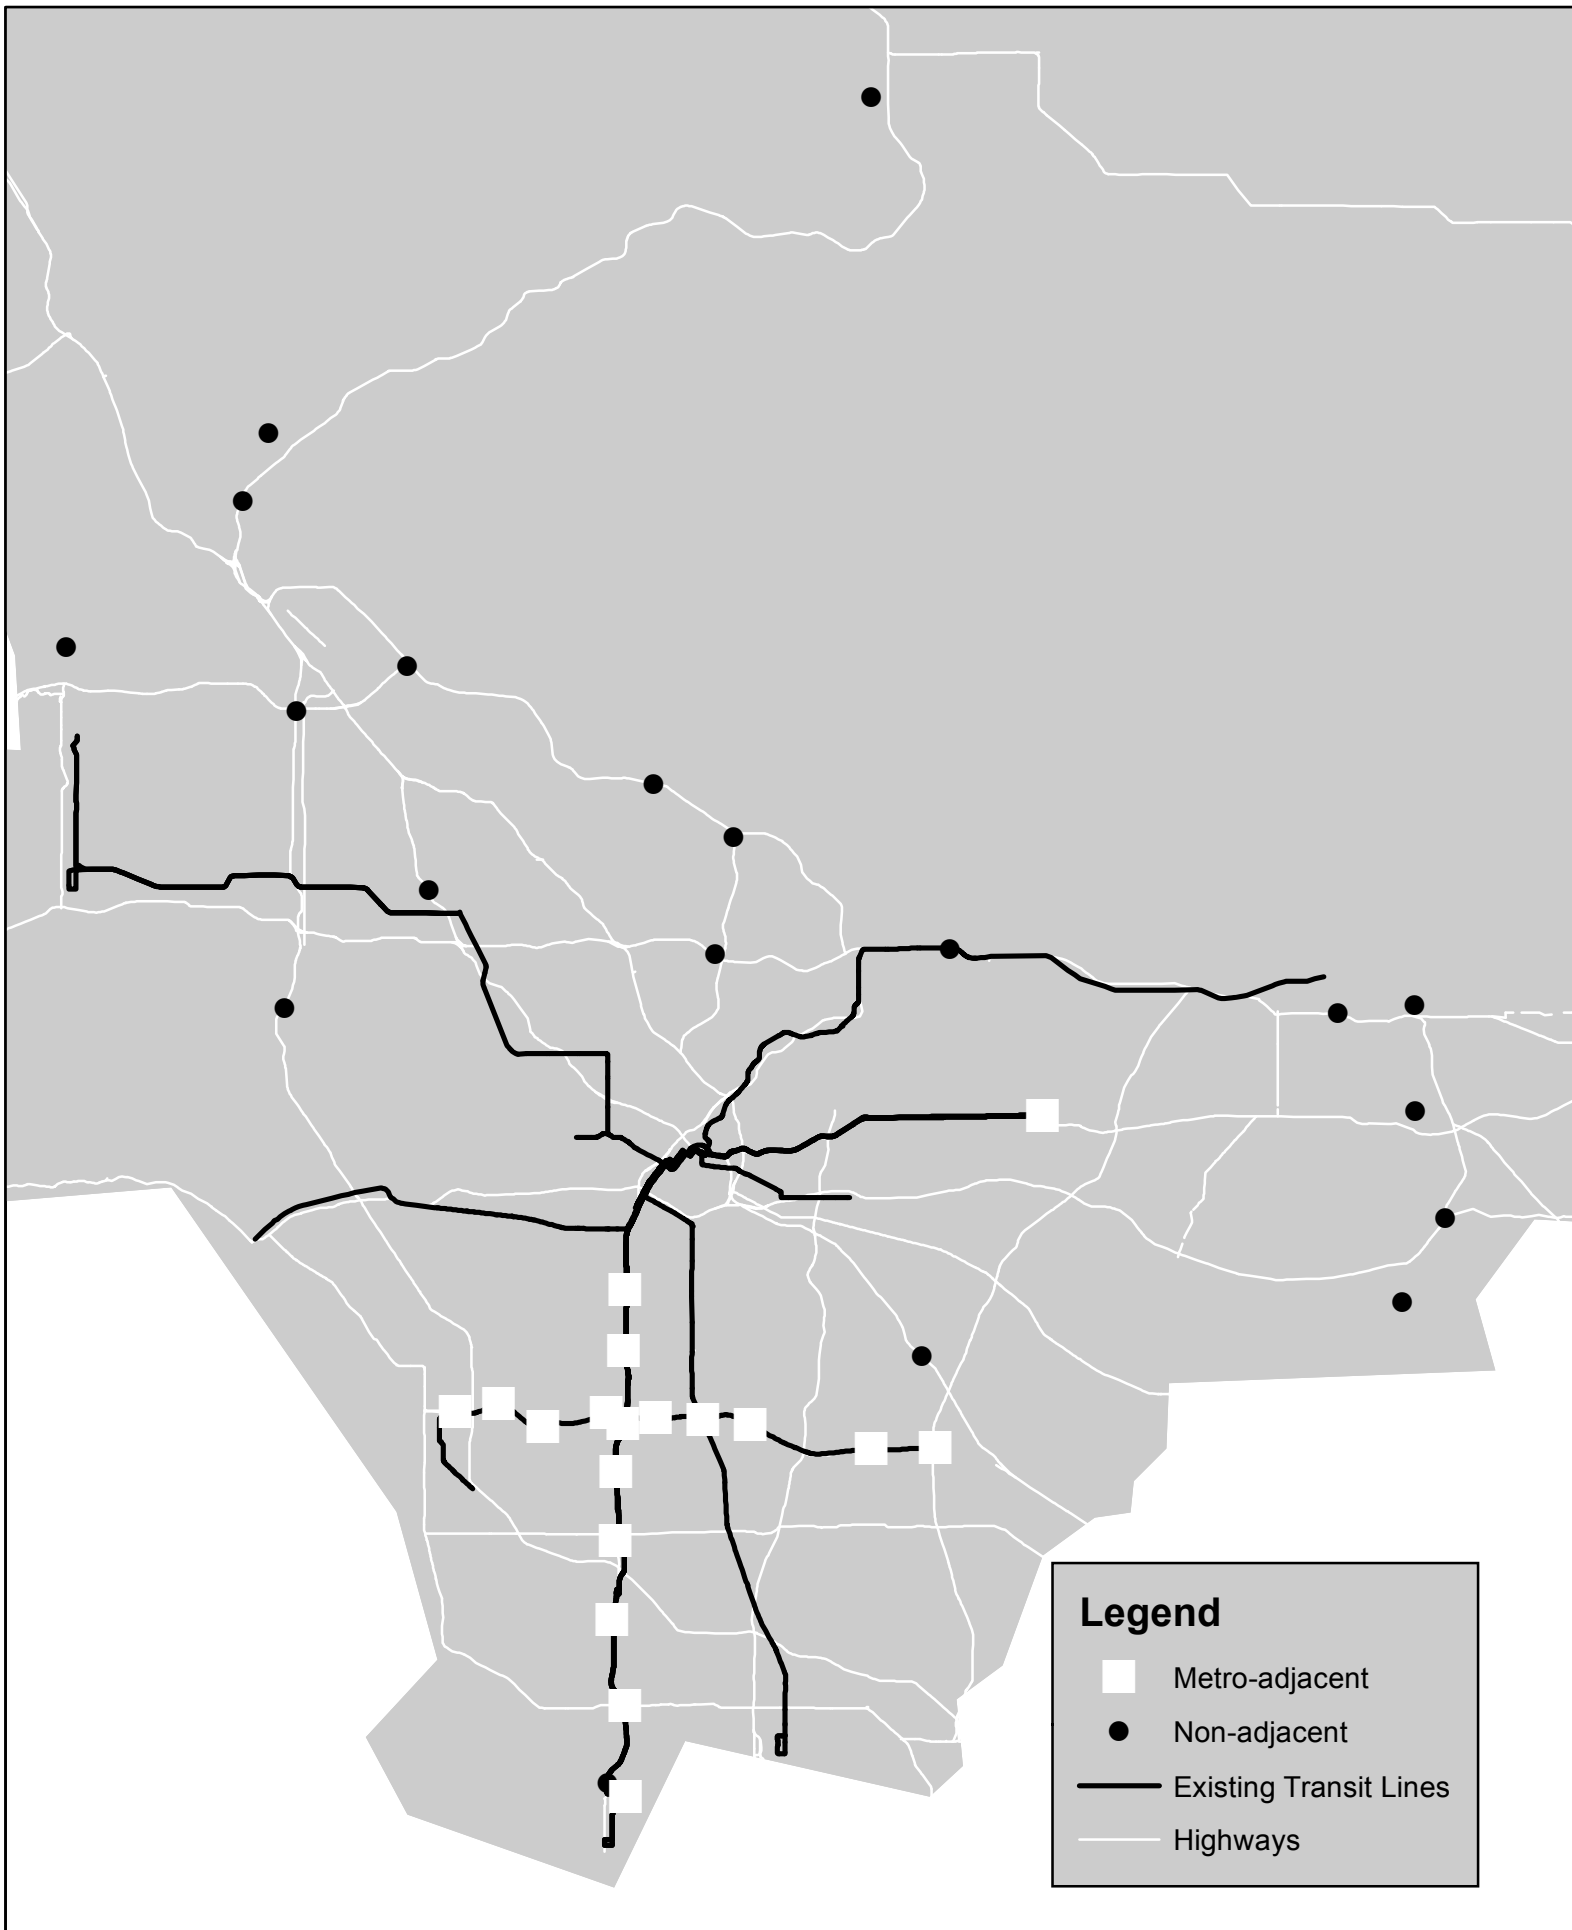 Legend
Metro-adjacent
Non-adjacent
Existing Transit Lines
Highways